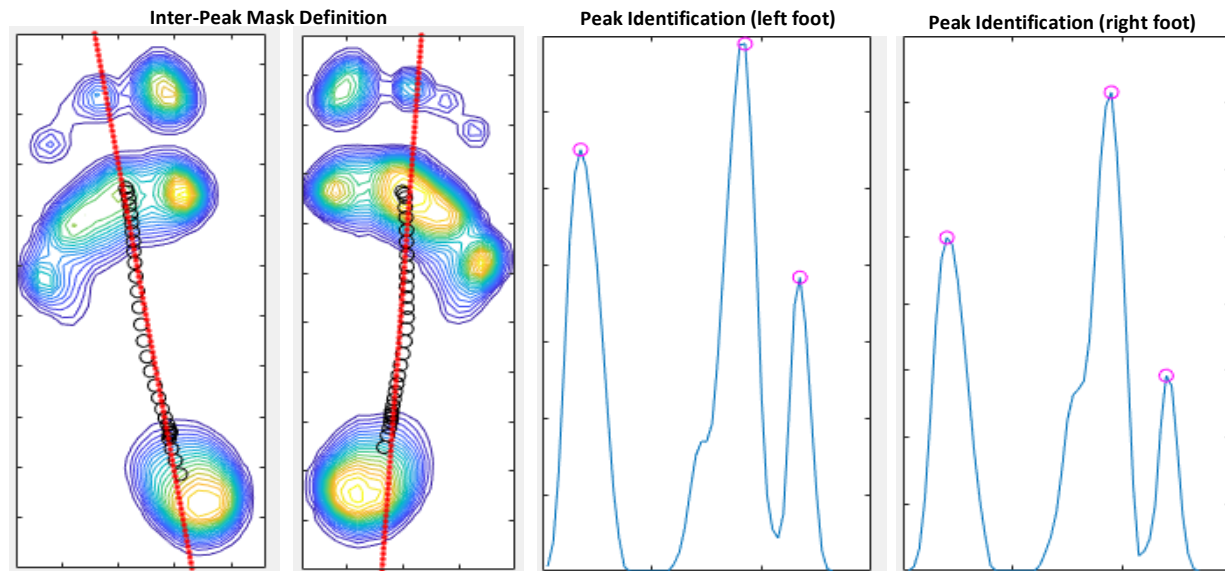 Inter-Peak Mask Definition
Peak Identification (left foot)
Peak Identification (right foot)